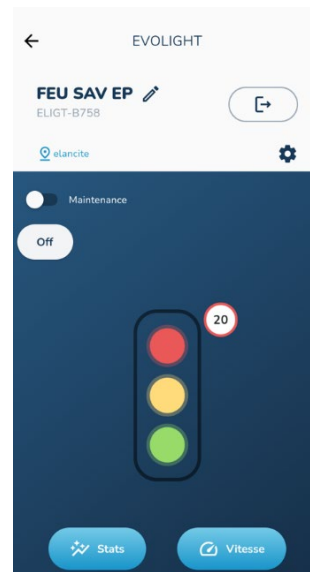 EVOLIGHT
FEU SAV EP
ELIGT-B758
elancite
Maintenance
Off
20
Stats
Vitesse